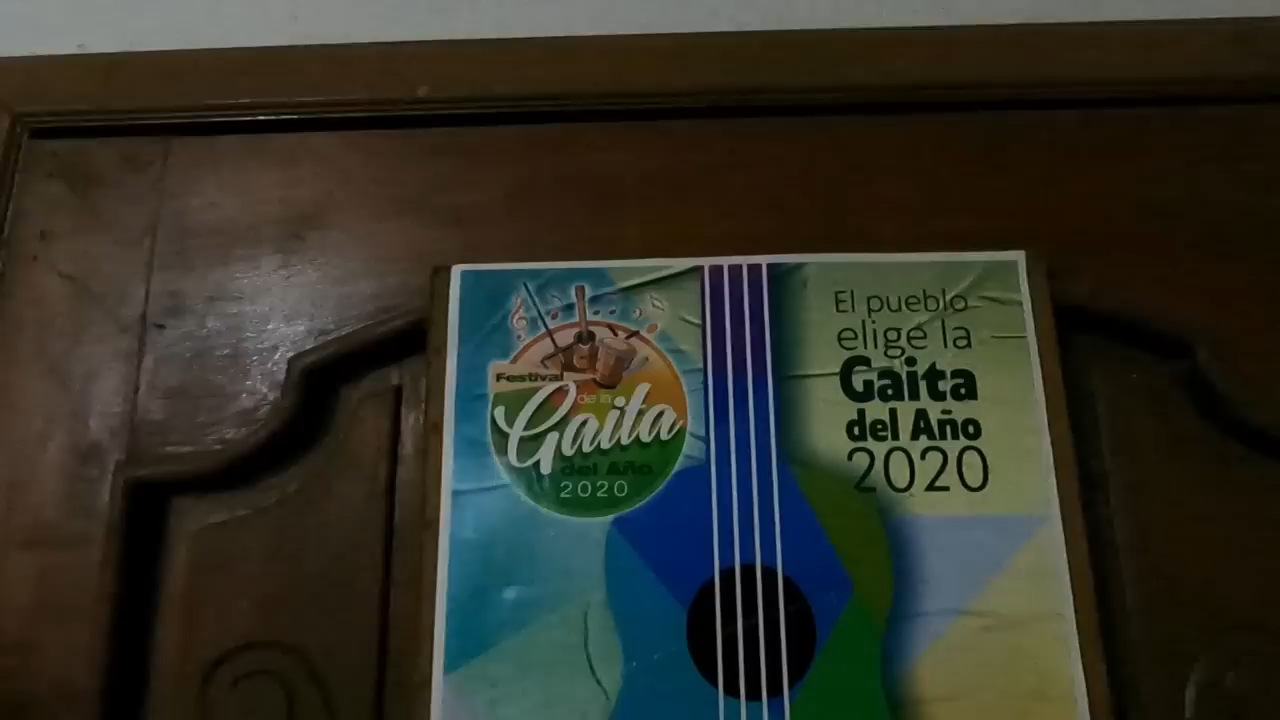 Festival
de la
Gaita
del Año
2020
El pueblo
elige la
Gaita
del Año
2020